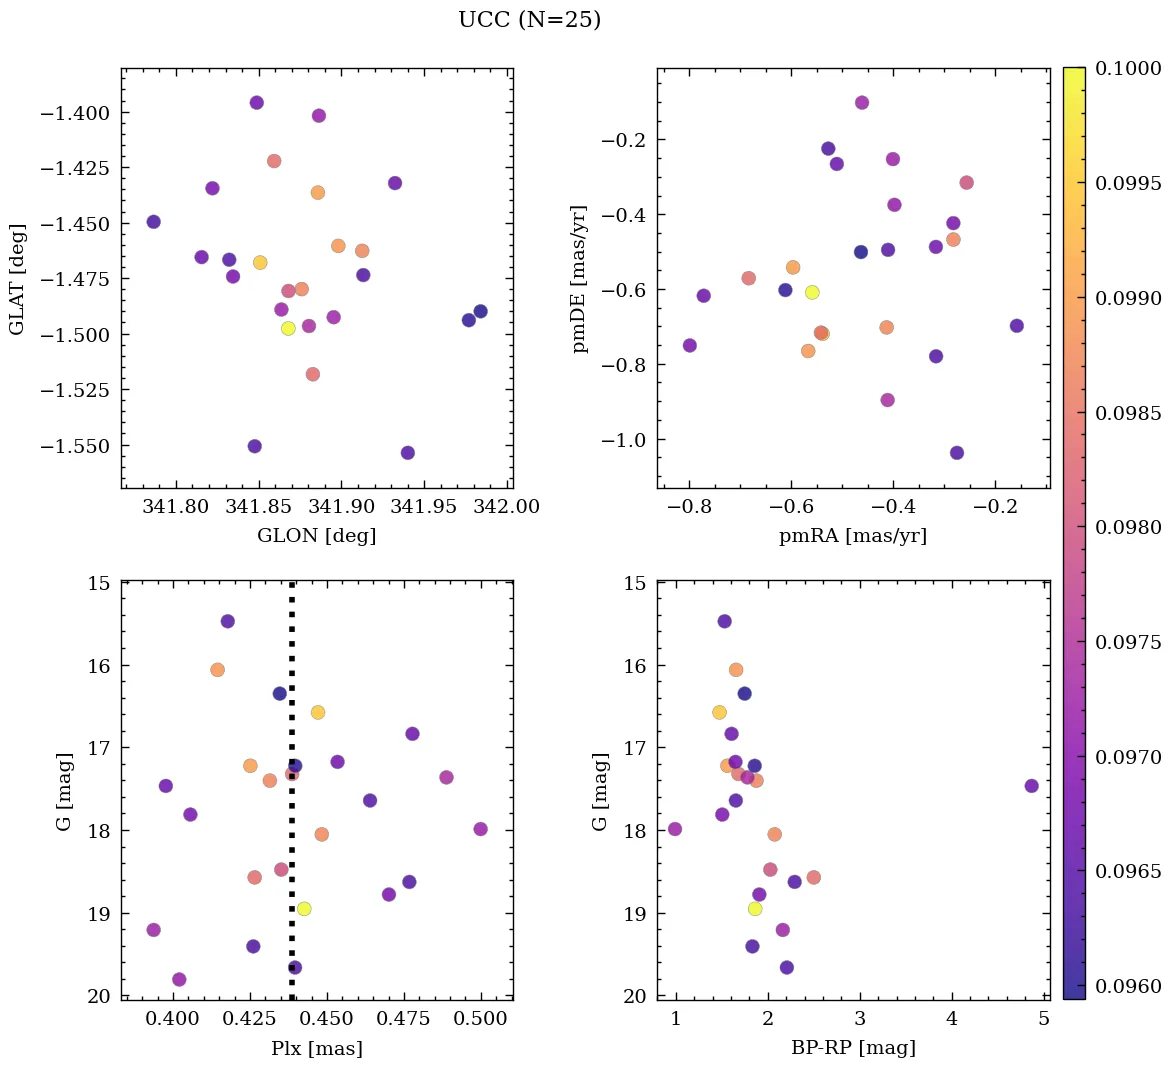 UCC (N=25)
−1.400
−1.425
−1.450
−1.475
−1.500
−1.525
−1.550
GLAT [deg]
341.80 341.85 341.90 341.95 342.00
GLON [deg]
−0.2
−0.4
−0.6
−0.8
−1.0
pmDE [mas/yr]
−0.8 −0.6 −0.4 −0.2
pmRA [mas/yr]
15
16
17
18
19
20
G [mag]
0.400 0.425 0.450 0.475 0.500
Plx [mas]
15
16
17
18
19
20
G [mag]
1 2 3 4 5
BP-RP [mag]
0.1000
0.0995
0.0990
0.0985
0.0980
0.0975
0.0970
0.0965
0.0960